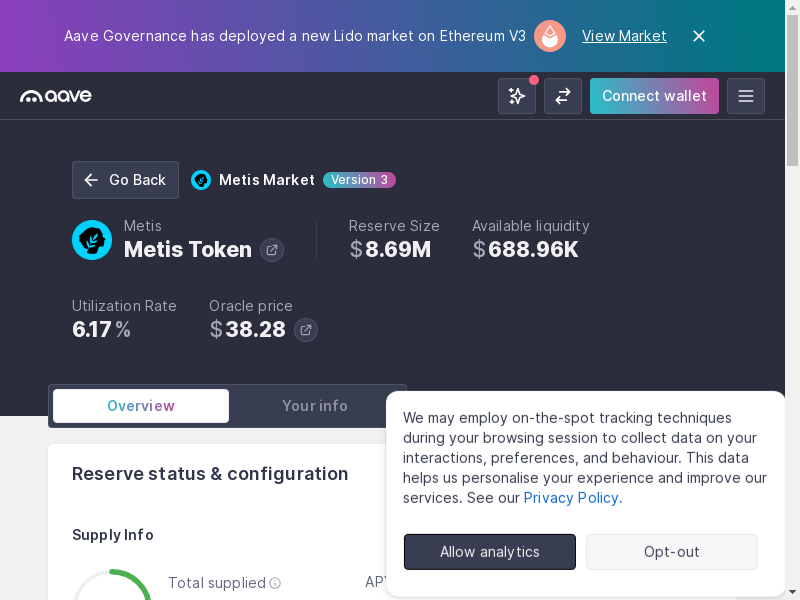 Aave Governance has deployed a new Lido market on Ethereum V3 View Market
aave
Connect wallet
Go Back
Metis Market Version 3
Metis
Metis Token
Reserve Size
$8.69M
Available liquidity
$688.96K
Utilization Rate
6.17%
Oracle price
$38.28
Overview
Your info
Reserve status & configuration
Supply Info
Total supplied
We may employ on-the-spot tracking techniques
during your browsing session to collect data on your
interactions, preferences, and behaviour. This data
helps us personalise your experience and improve our
services. See our Privacy Policy.
Allow analytics
Opt-out